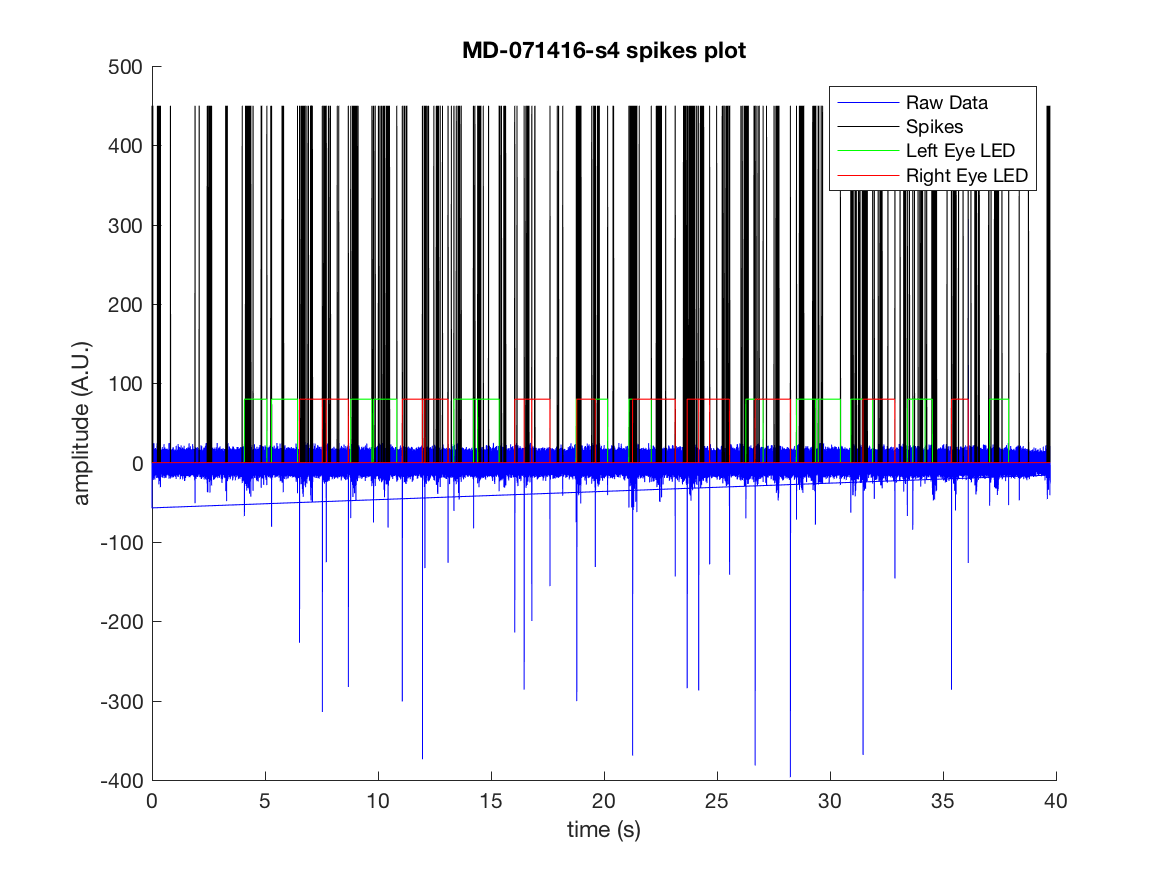 MD-071416-s4 spikes plot
500
400
300
200
100
0
-100
-200
-300
-400
amplitude (A.U.)
Raw Data
Spikes
Left Eye LED
Right Eye LED
0 5 10 15 20 25 30 35 40
time (s)